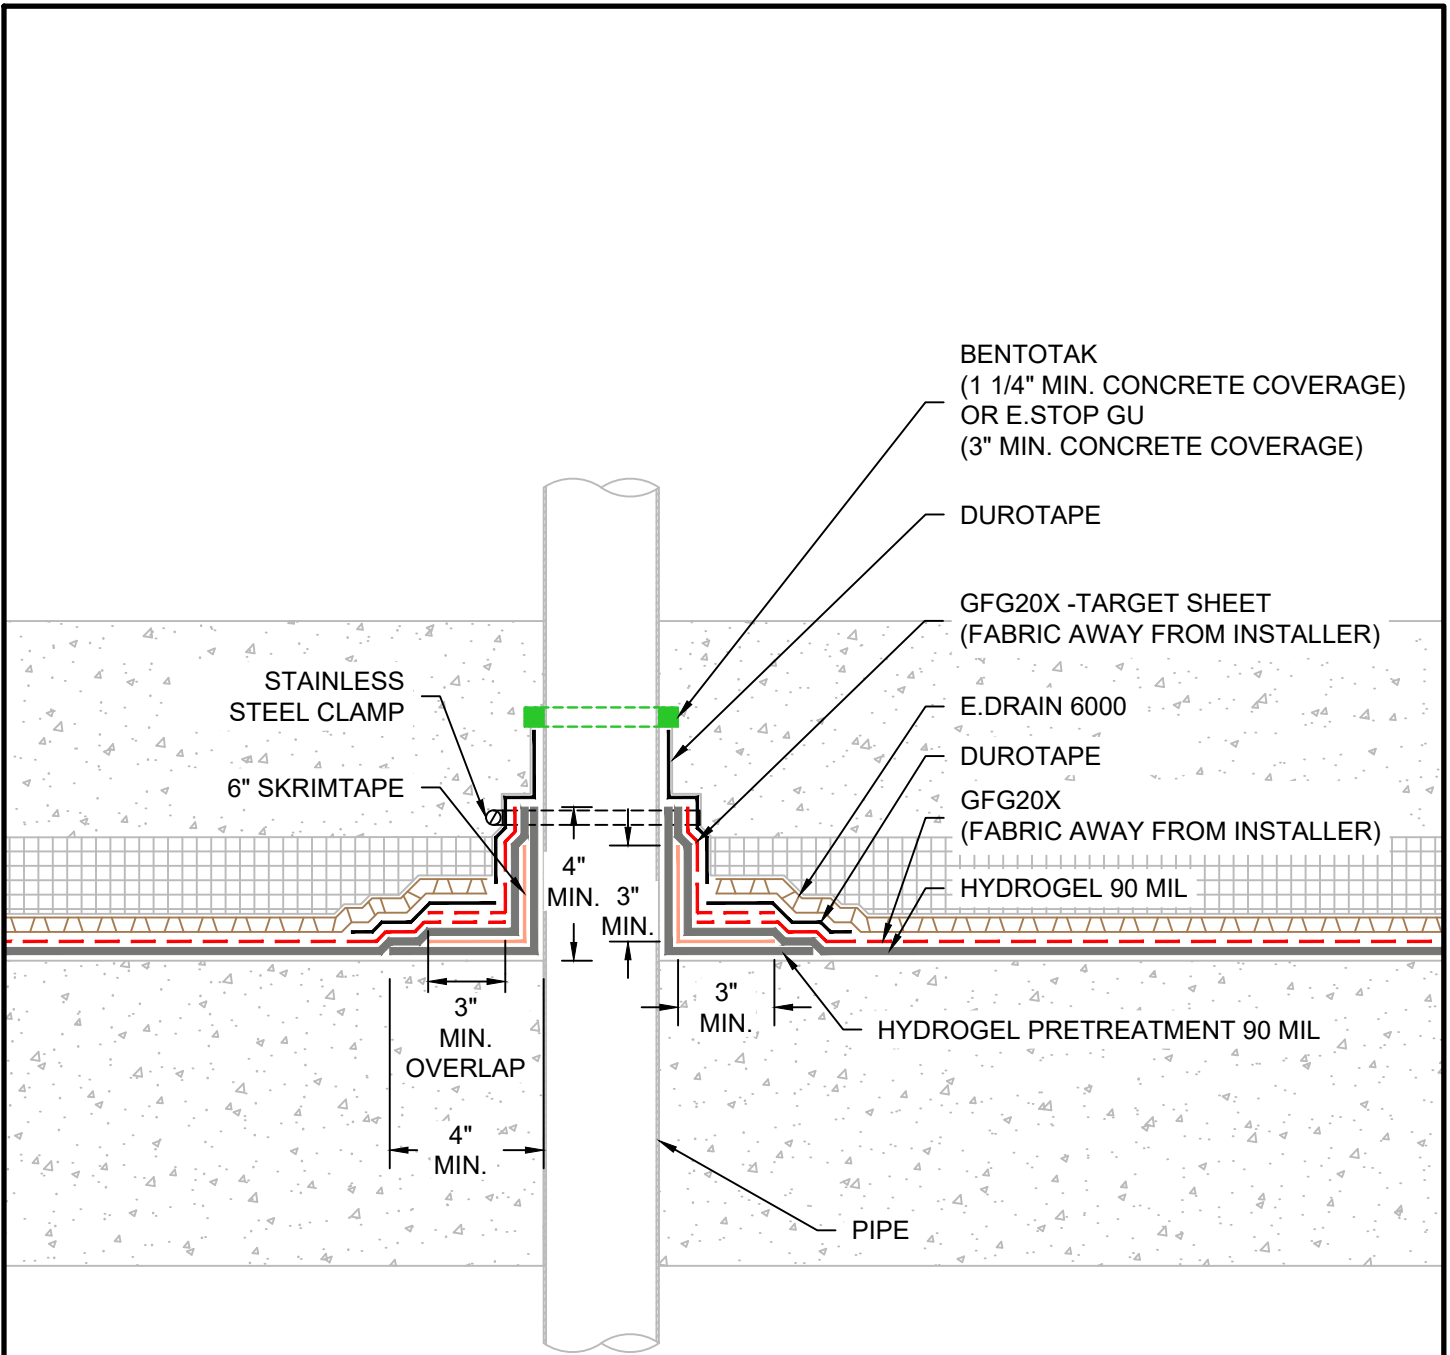 BENTOTAK
(1 1/4" MIN. CONCRETE COVERAGE)
OR E.STOP GU
(3" MIN. CONCRETE COVERAGE)
DUROTAPE
GFG20X -TARGET SHEET
(FABRIC AWAY FROM INSTALLER)
STAINLESS
STEEL CLAMP
E.DRAIN 6000
DUROTAPE
6" SKRIMTAPE
GFG20X
(FABRIC AWAY FROM INSTALLER)
4"
MIN.
3"
MIN.
HYDROGEL 90 MIL
3"
MIN.
OVERLAP
3"
MIN.
HYDROGEL PRETREATMENT 90 MIL
4"
MIN.
PIPE